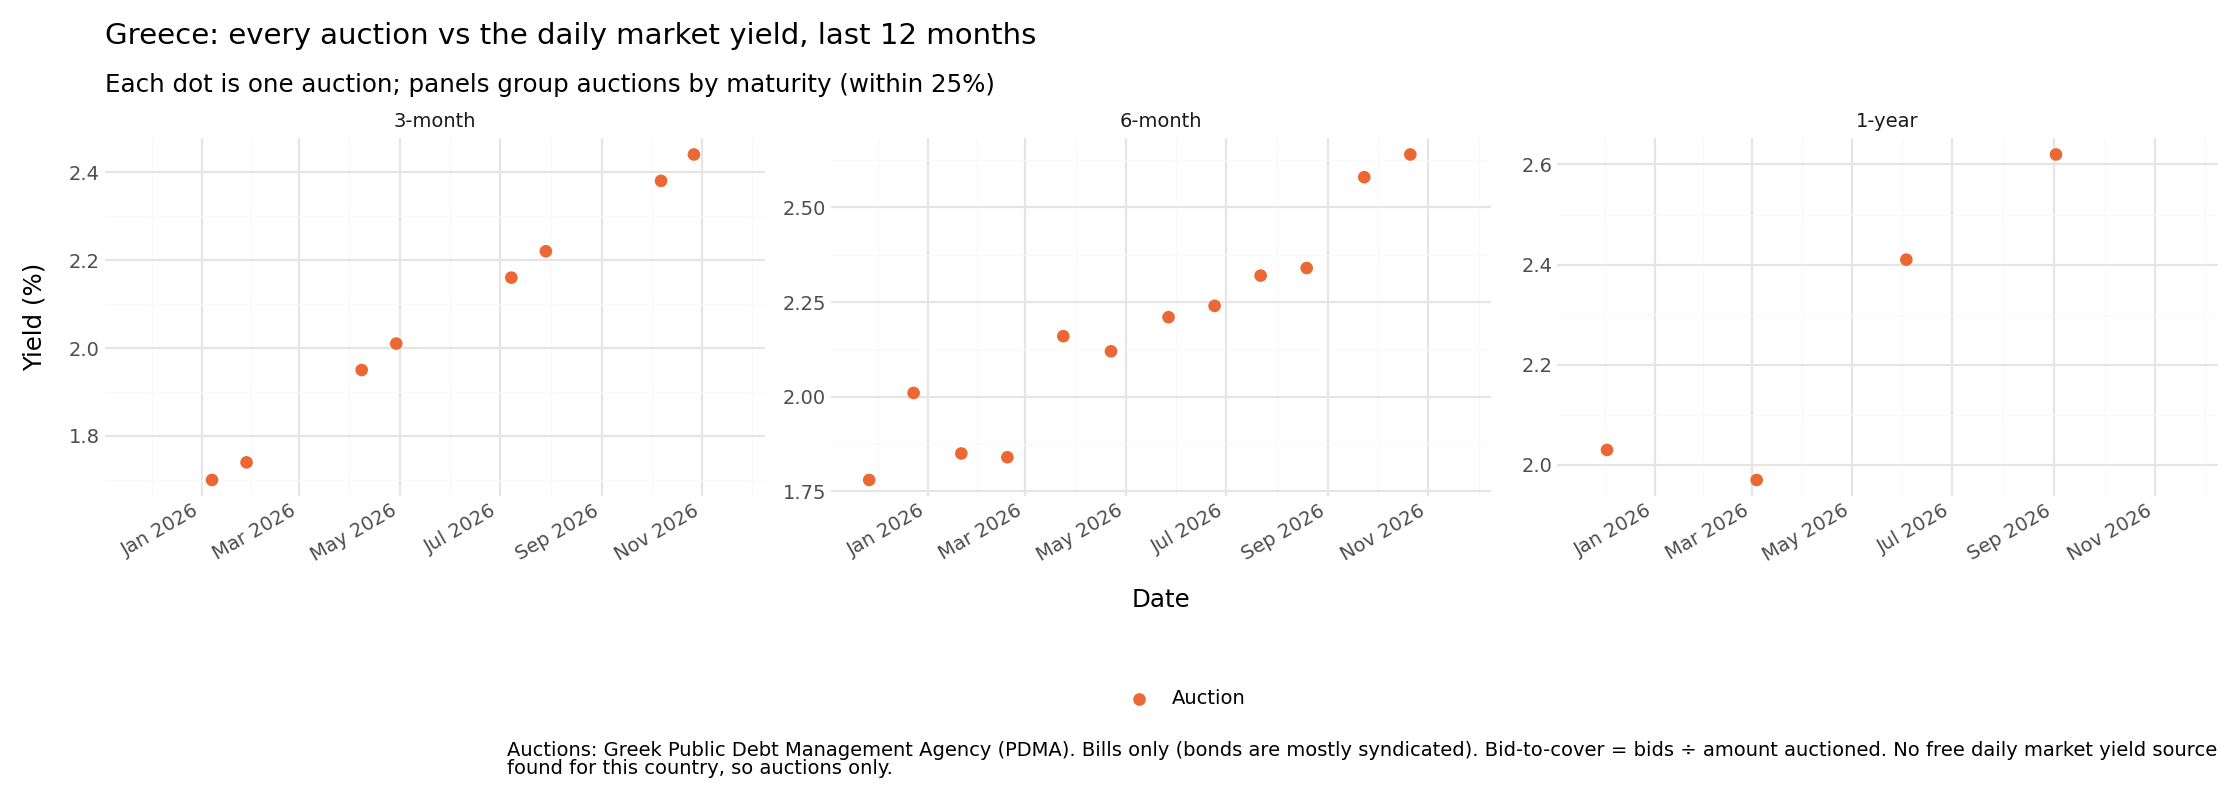 Greece: every auction vs the daily market yield, last 12 months
Each dot is one auction; panels group auctions by maturity (within 25%)
3-month
6-month
1-year
Yield (%)
2.4
2.2
2.0
1.8
2.50
2.25
2.00
1.75
2.6
2.4
2.2
2.0
Jan 2026
Mar 2026
May 2026
Jul 2026
Sep 2026
Nov 2026
Jan 2026
Mar 2026
May 2026
Jul 2026
Sep 2026
Nov 2026
Jan 2026
Mar 2026
May 2026
Jul 2026
Sep 2026
Nov 2026
Date
Auction
Auctions: Greek Public Debt Management Agency (PDMA). Bills only (bonds are mostly syndicated). Bid-to-cover = bids ÷ amount auctioned. No free daily market yield source
found for this country, so auctions only.